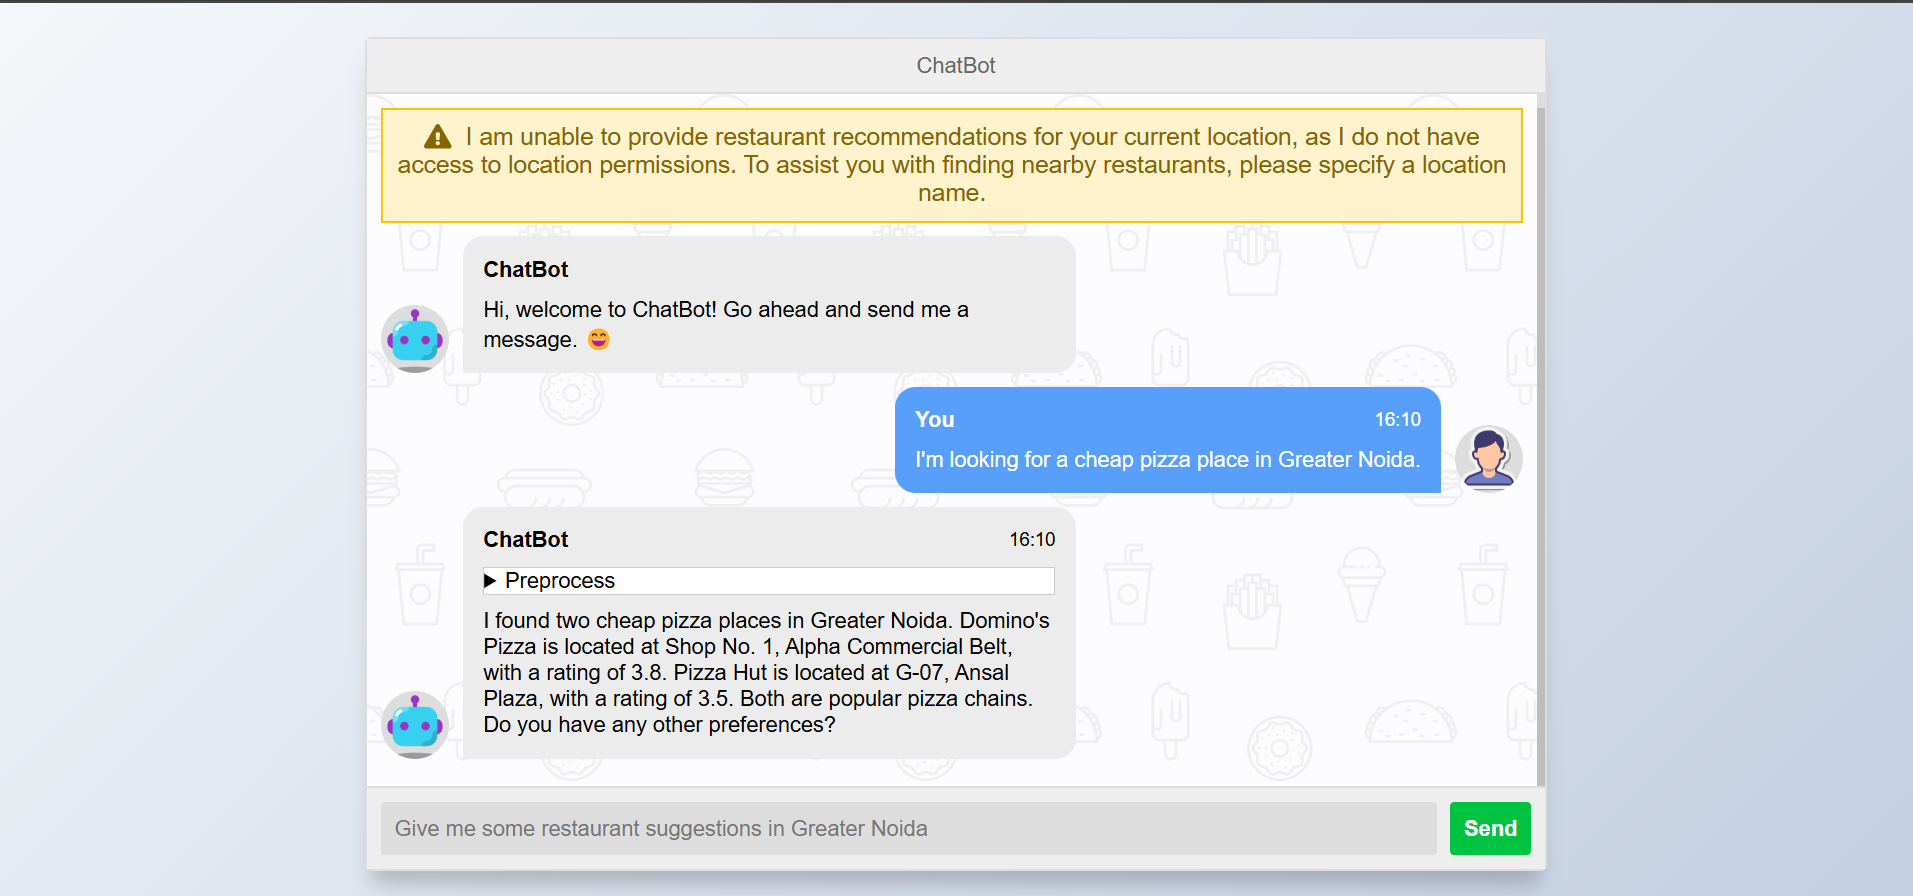 ChatBot
I am unable to provide restaurant recommendations for your current location, as I do not have
access to location permissions. To assist you with finding nearby restaurants, please specify a location
name.
ChatBot
Hi, welcome to ChatBot! Go ahead and send me a
message. 😄
You 16:10
I'm looking for a cheap pizza place in Greater Noida.
ChatBot 16:10
▶ Preprocess
I found two cheap pizza places in Greater Noida. Domino's
Pizza is located at Shop No. 1, Alpha Commercial Belt,
with a rating of 3.8. Pizza Hut is located at G-07, Ansal
Plaza, with a rating of 3.5. Both are popular pizza chains.
Do you have any other preferences?
Give me some restaurant suggestions in Greater Noida
Send